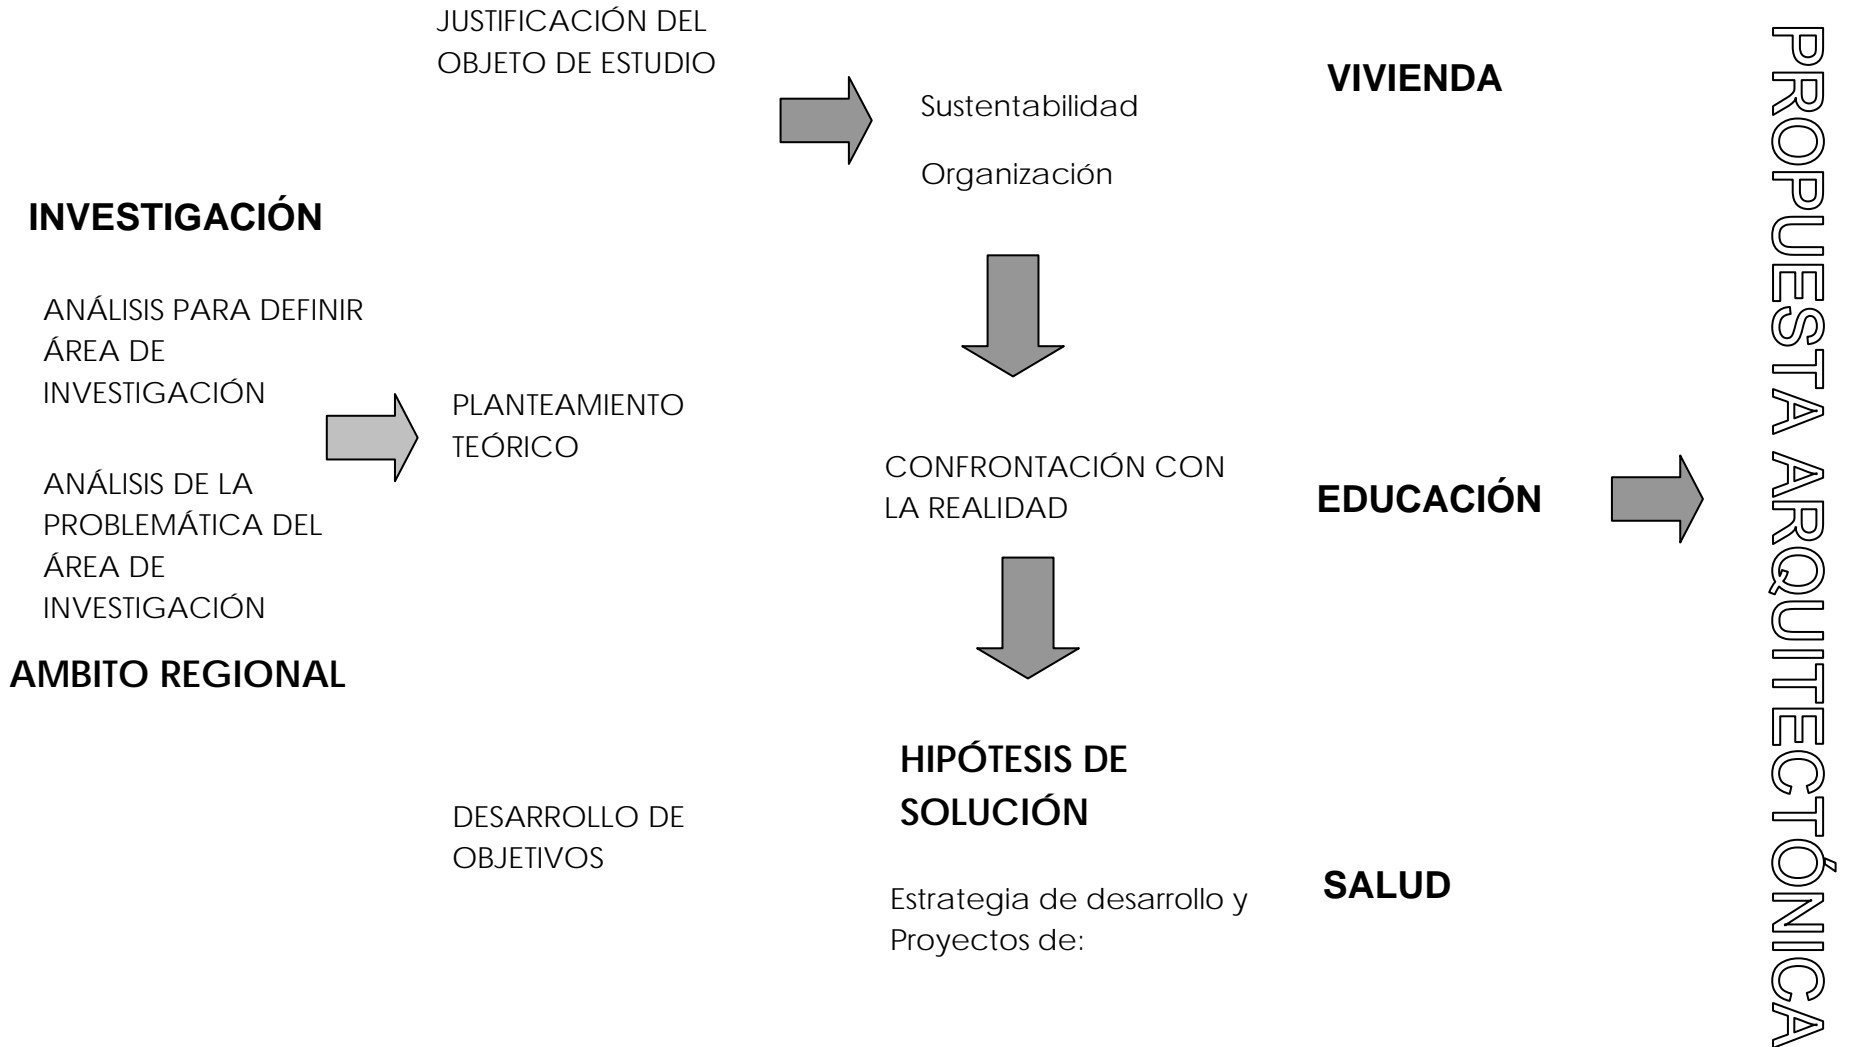 INVESTIGACIÓN
ANÁLISIS PARA DEFINIR
ÁREA DE
INVESTIGACIÓN
ANÁLISIS DE LA
PROBLEMÁTICA DEL
ÁREA DE
INVESTIGACIÓN
AMBITO REGIONAL
JUSTIFICACIÓN DEL
OBJETO DE ESTUDIO
PLANTEAMIENTO
TEÓRICO
DESARROLLO DE
OBJETIVOS
Sustentabilidad
Organización
CONFRONTACIÓN CON
LA REALIDAD
HIPÓTESIS DE
SOLUCIÓN
Estrategia de desarrollo y
Proyectos de:
VIVIENDA
EDUCACIÓN
SALUD
PROPUESTA ARQUITECTÓNICA